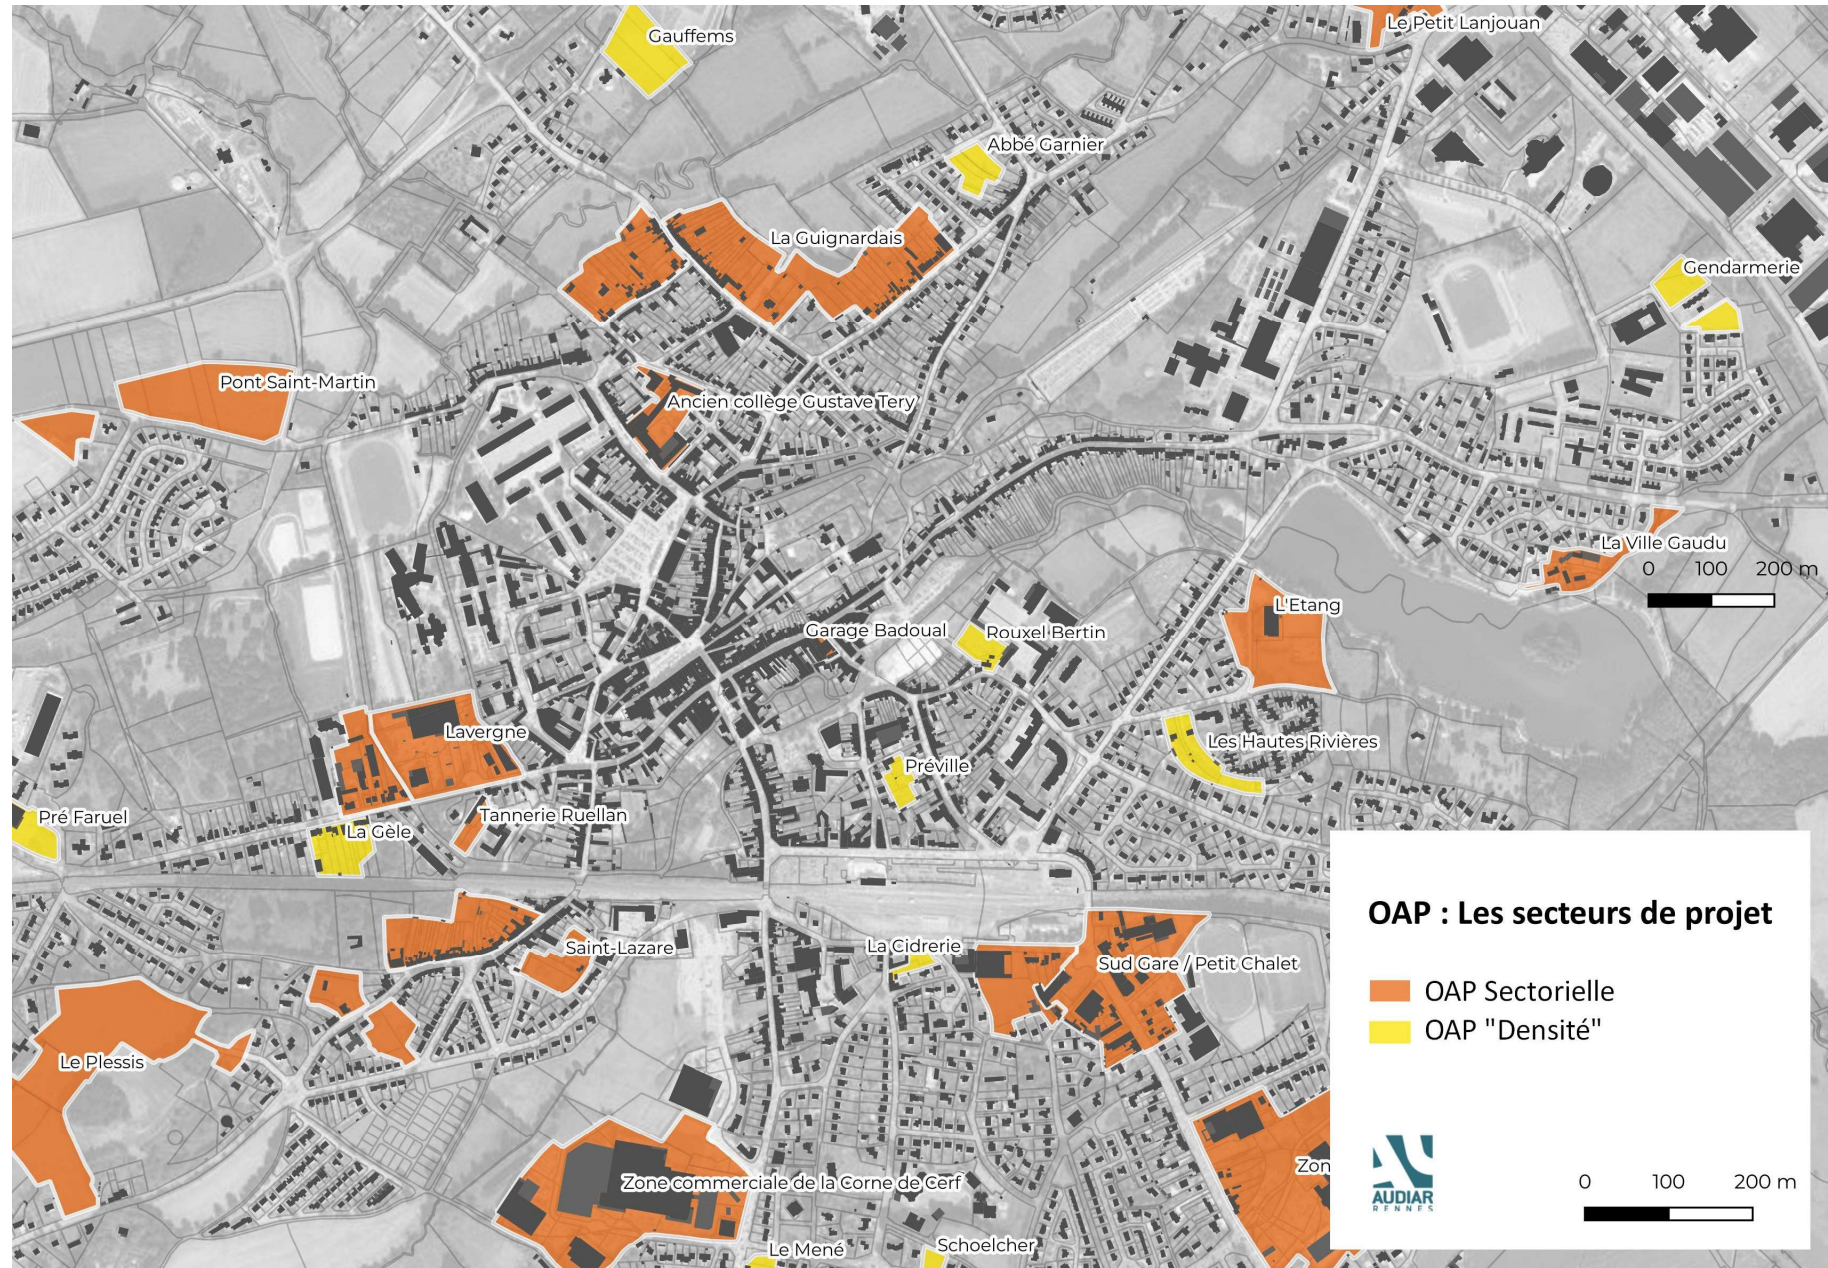 Le Petit Lanjouan
Gauffems
Abbé Garnier
La Guignardais
Gendarmerie
Pont Saint-Martin
Ancien collège Gustave Tery
La Ville Gaudu
0 100 200 m
L'Etang
Garage Badoual
Rouxel Bertin
Lavergne
Les Hautes Rivières
Préville
Pré Faruel
Tannerie Ruellan
La Gèle
OAP : Les secteurs de projet
Saint-Lazare
La Cidrerie
Sud Gare / Petit Chalet
OAP Sectorielle
OAP "Densité"
Le Plessis
Zon
Zone commerciale de la Corne de Cerf
AUDIAR
RENNES
0 100 200 m
Le Mené
Schoelcher